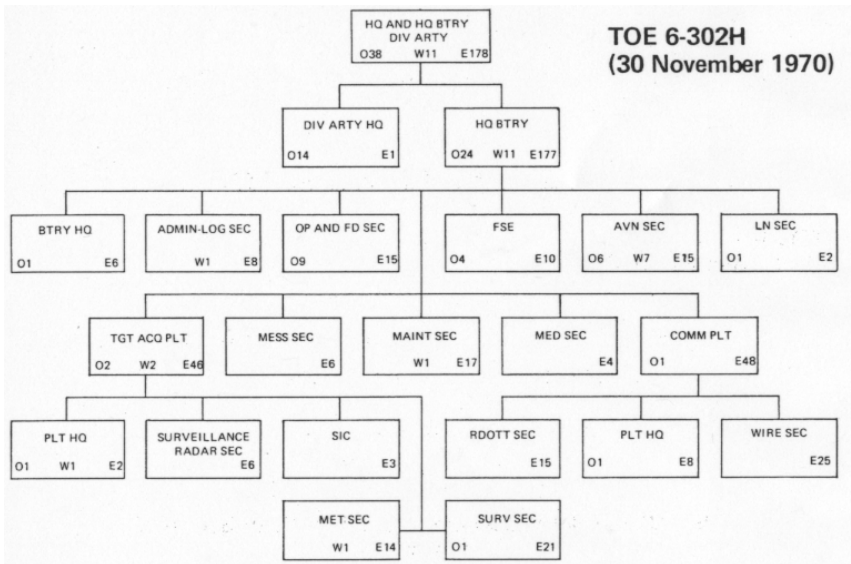 HQ AND HQ BTRY
DIV ARTY
O38 W11 E178
TOE 6-302H
(30 November 1970)
DIV ARTY HQ
O14 E1
HQ BTRY
O24 W11 E177
BTRY HQ
O1 E6
ADMIN-LOG SEC
W1 E8
OP AND FD SEC
O9 E15
FSE
O4 E10
AVN SEC
O6 W7 E15
LN SEC
O1 E2
TGT ACQ PLT
O2 W2 E46
MESS SEC
E6
MAINT SEC
W1 E17
MED SEC
E4
COMM PLT
O1 E48
PLT HQ
O1 W1 E2
SURVEILLANCE
RADAR SEC
E6
SIC
E3
RDOTT SEC
E15
PLT HQ
O1 E8
WIRE SEC
E25
MET SEC
W1 E14
SURV SEC
O1 E21